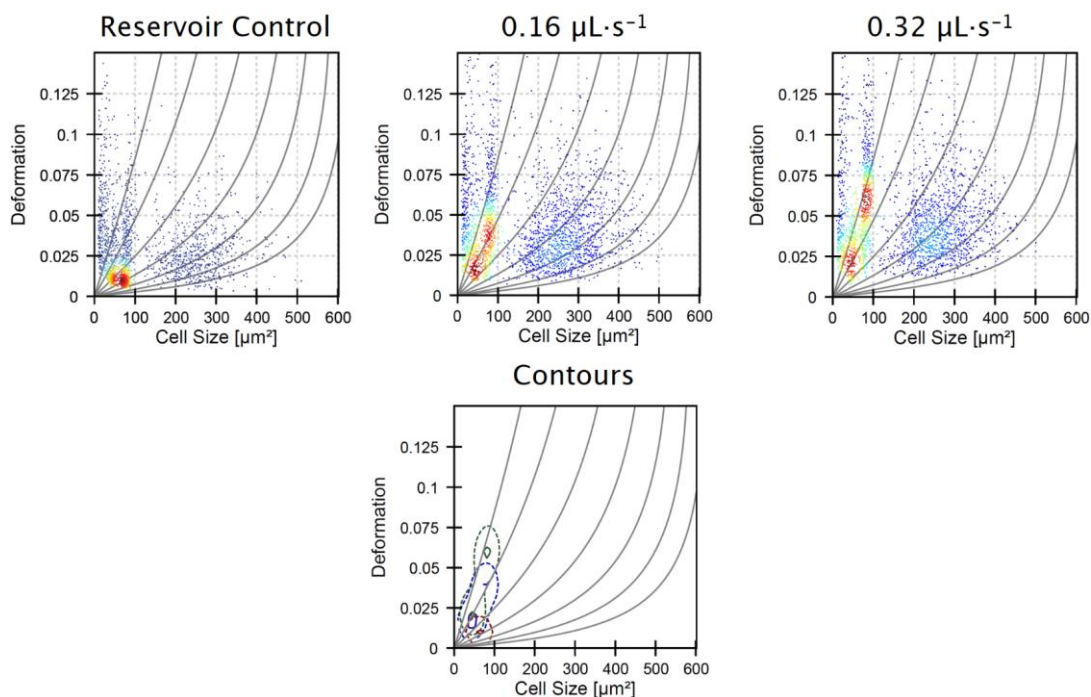 Reservoir Control
0.16 µL·s⁻¹
0.32 µL·s⁻¹
Deformation
0.125
0.1
0.075
0.05
0.025
0
0 100 200 300 400 500 600
Cell Size [µm²]
Deformation
0.125
0.1
0.075
0.05
0.025
0
0 100 200 300 400 500 600
Cell Size [µm²]
Deformation
0.125
0.1
0.075
0.05
0.025
0
0 100 200 300 400 500 600
Cell Size [µm²]
Contours
Deformation
0.125
0.1
0.075
0.05
0.025
0
0 100 200 300 400 500 600
Cell Size [µm²]